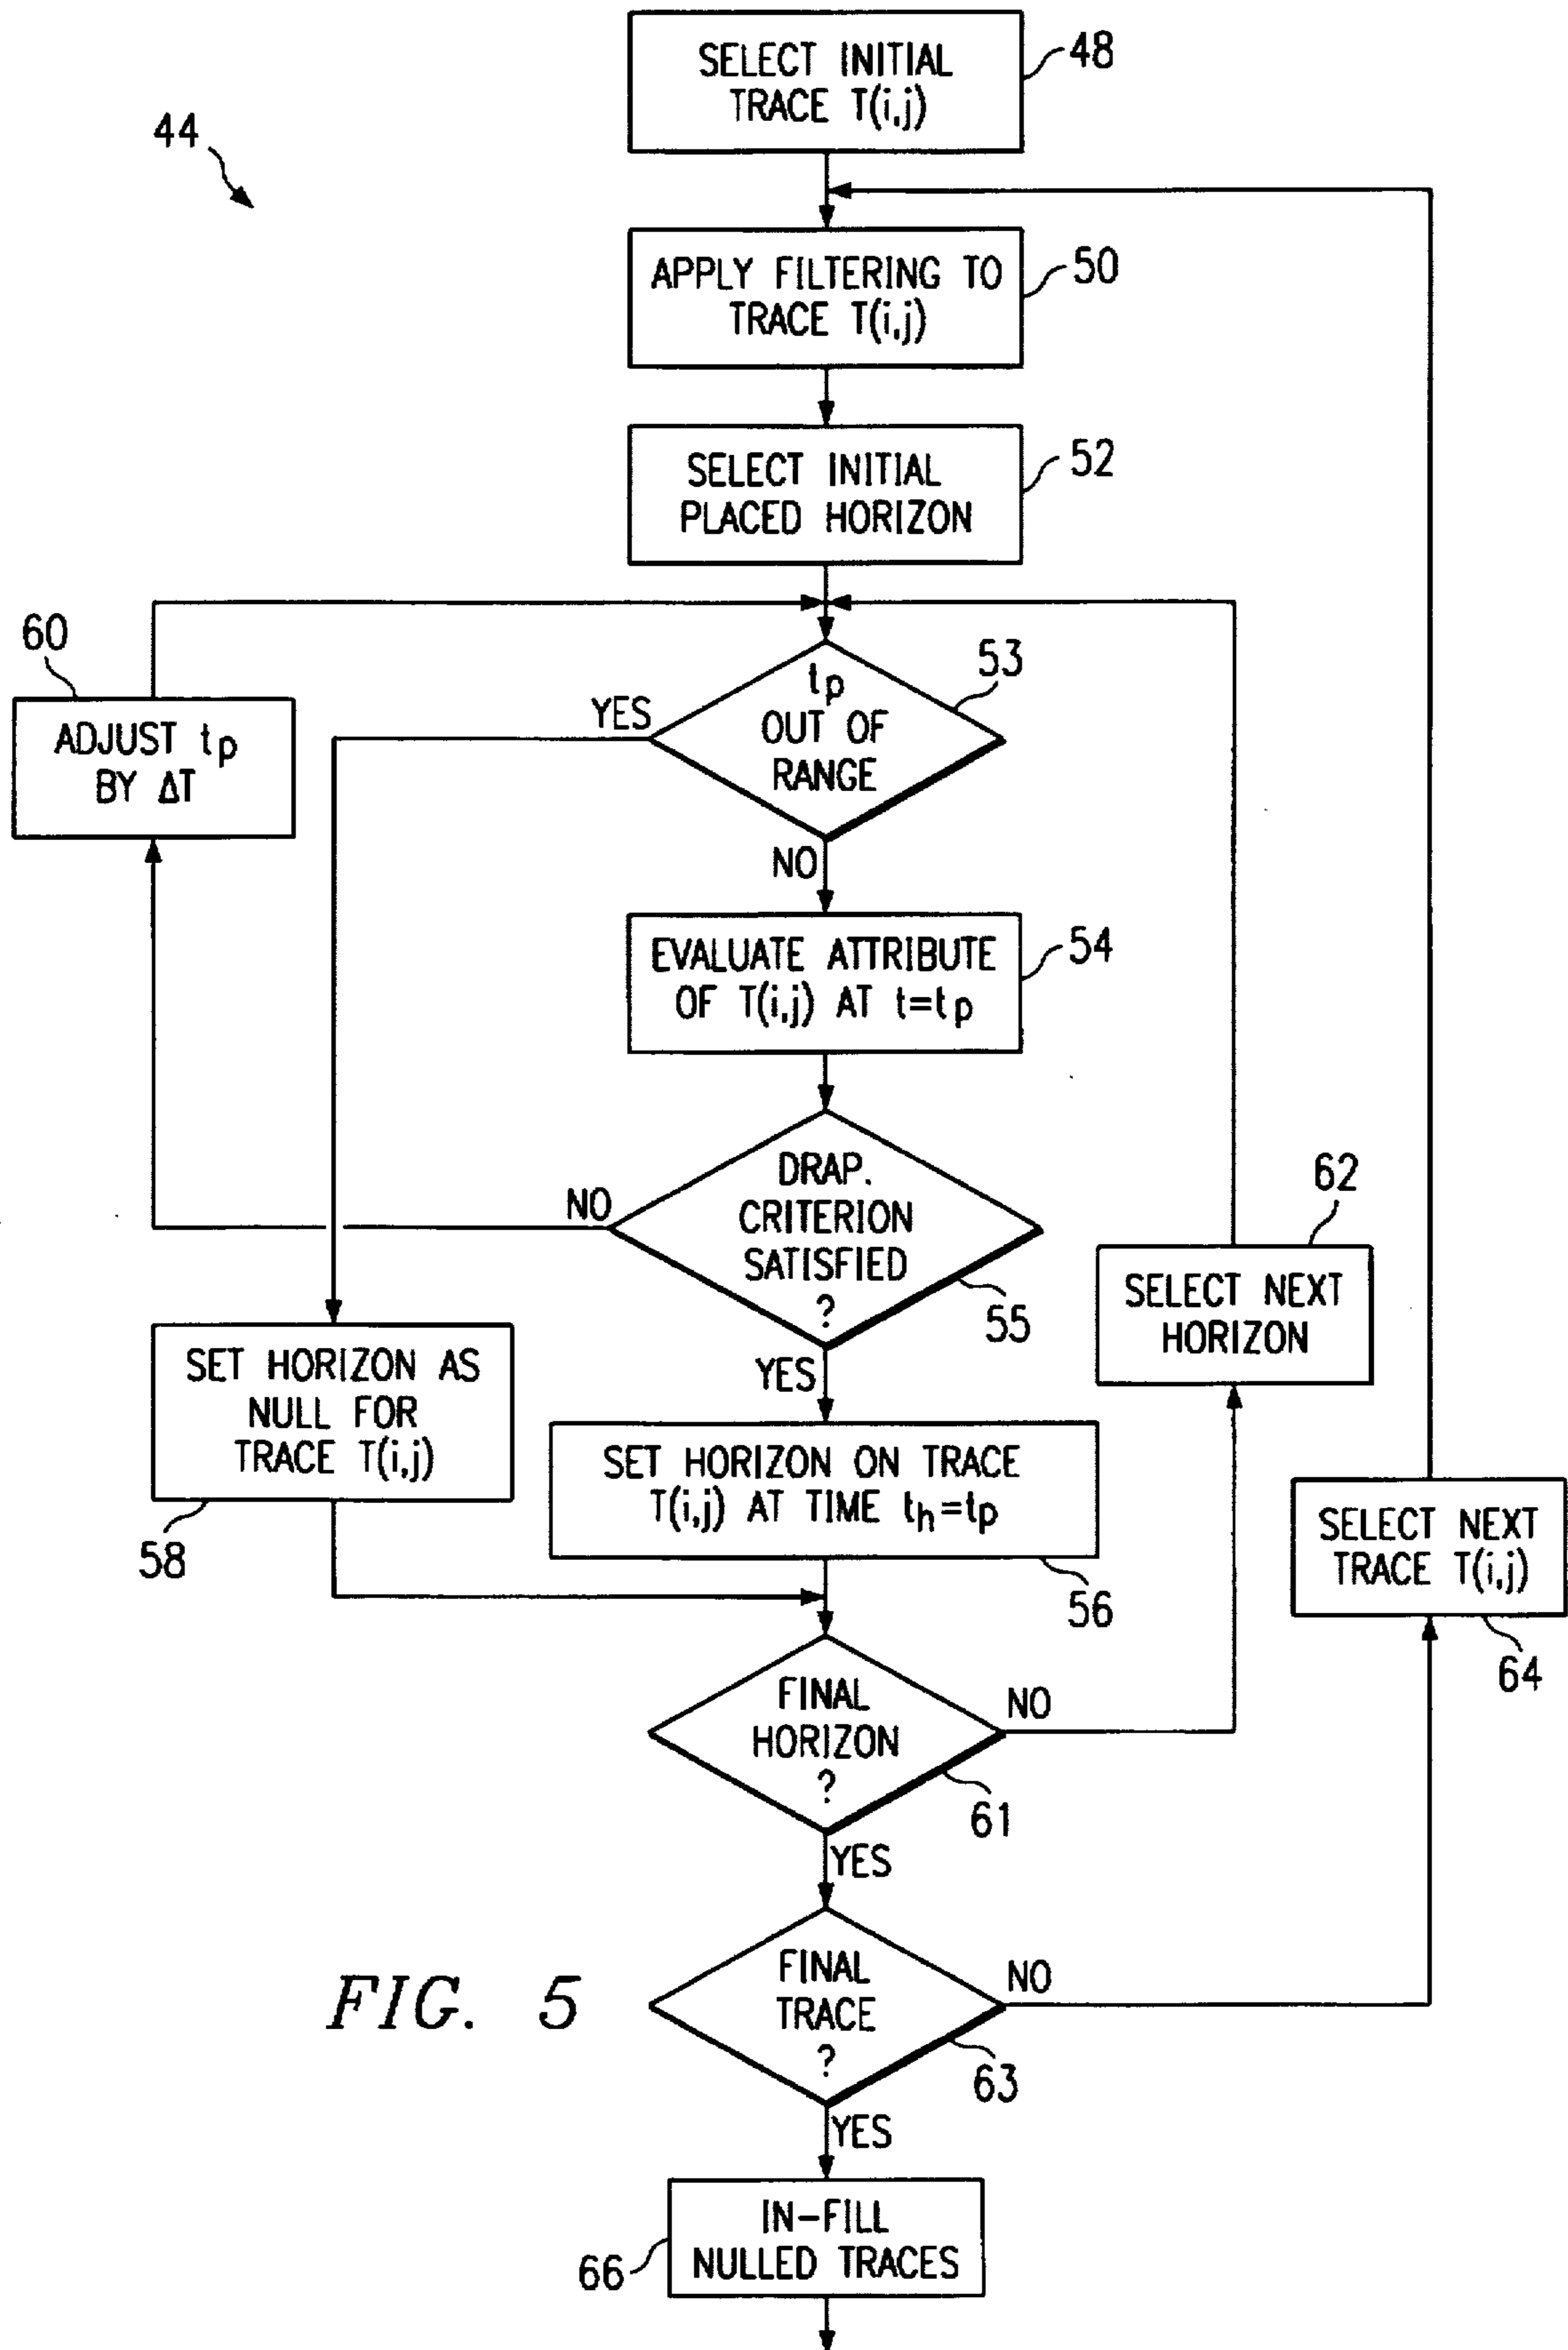 SELECT INITIAL
TRACE T(i,j)
48
44
APPLY FILTERING TO
TRACE T(i,j)
50
SELECT INITIAL
PLACED HORIZON
52
60
ADJUST tp
BY ΔT
tp
OUT OF
RANGE
53
YES
NO
EVALUATE ATTRIBUTE
OF T(i,j) AT t=tp
54
DRAP.
CRITERION
SATISFIED
?
55
NO
YES
62
SELECT NEXT
HORIZON
SET HORIZON AS
NULL FOR
TRACE T(i,j)
58
SET HORIZON ON TRACE
T(i,j) AT TIME th=tp
56
SELECT NEXT
TRACE T(i,j)
64
FINAL
HORIZON
?
61
NO
YES
FINAL
TRACE
?
63
NO
YES
FIG. 5
IN-FILL
NULLED TRACES
66